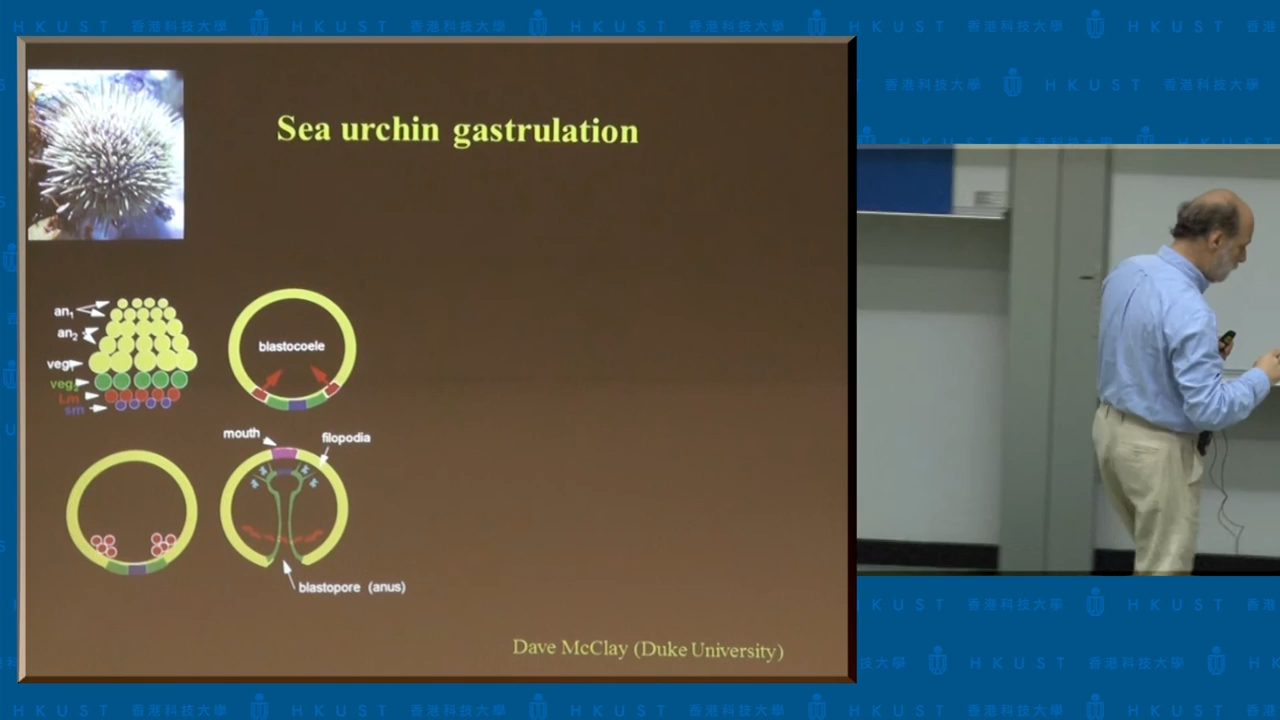 HKUST 香港科技大學
Sea urchin gastrulation
an1
an2
veg1
veg2
Lm
sm
blastocoele
mouth
filopodia
blastopore (anus)
Dave McClay (Duke University)